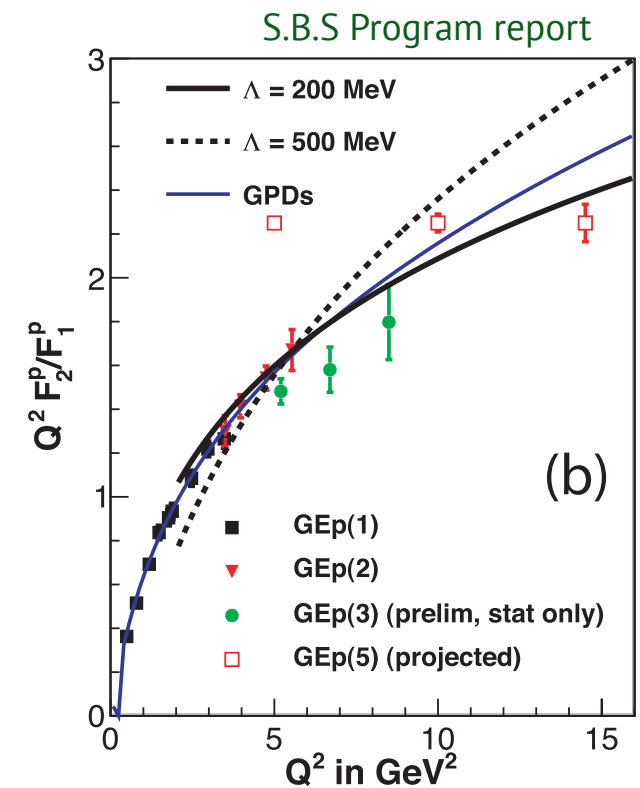 S.B.S Program report
3
Λ = 200 MeV
Λ = 500 MeV
GPDs
2
Q² F₂ᵖ/F₁ᵖ
(b)
1
GEp(1)
GEp(2)
GEp(3) (prelim, stat only)
GEp(5) (projected)
0
0 5 10 15
Q² in GeV²